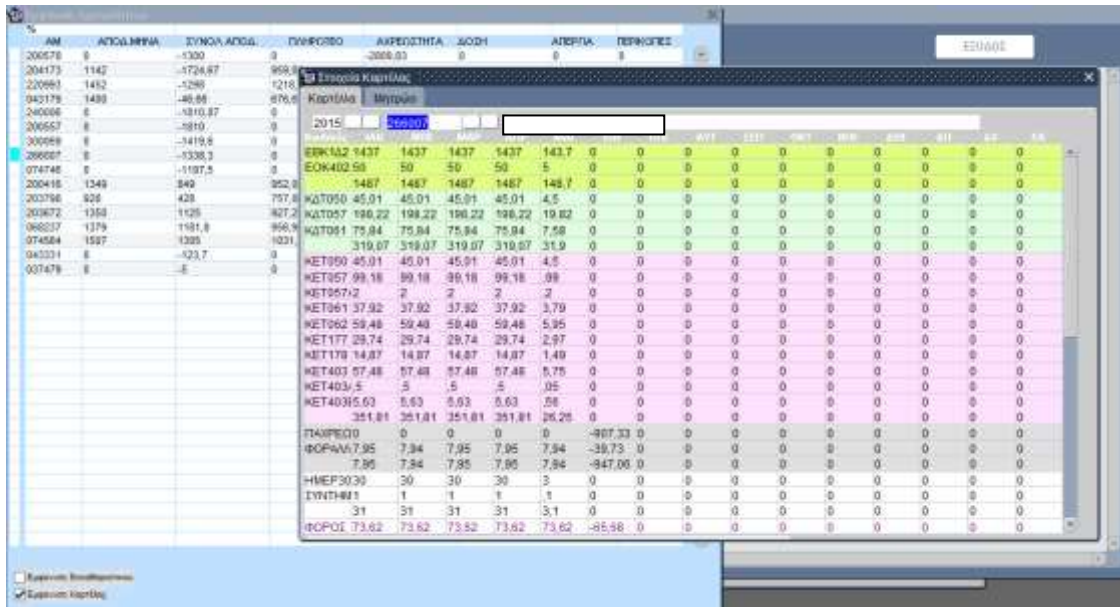 %
ΑΜ ΑΠΟΔ.ΜΗΝΑ ΣΥΝΟΛ.ΑΠΟΔ. ΠΛΗΡΩΤΕΟ ΑΧΡΕΩΣΤΗΤΑ ΔΟΣΗ ΑΠΕΡΓΙΑ ΠΕΡΙΚΟΠΕΣ
ΕΞΟΔΟΣ
200578 0 -1300 0 -2009,03 0 0 0
204173 1142 -1724,67
220993 1452 -1298
043179 1400 -46,66
240006 0 -1810,87 0
200557 0 -1810 0
300059 0 -1419,6 0
266007 0 -1338,3 0
074746 0 -1107,5 0
200416 1349 849
203798 928 428
203672 1350 1125
068237 1379 1181,8
074584 1507 1305
043331 0 -123,7 0
037479 0 -5 0
Στοιχεία Καρτέλας
Καρτέλα Μητρώο
2015 266007
ΕΒΚ1Δ2 1437 1437 1437 1437 143,7 0 0 0 0 0 0 0 0 0 0
ΕΟΚ402 50 50 50 50 5 0 0 0 0 0 0 0 0 0 0
1487 1487 1487 1487 148,7 0 0 0 0 0 0 0 0 0 0
ΚΔΤ050 45,01 45,01 45,01 45,01 4,5 0 0 0 0 0 0 0 0 0 0
ΚΔΤ057 198,22 198,22 198,22 198,22 19,82 0 0 0 0 0 0 0 0 0 0
ΚΔΤ061 75,84 75,84 75,84 75,84 7,58 0 0 0 0 0 0 0 0 0 0
319,07 319,07 319,07 319,07 31,9 0 0 0 0 0 0 0 0 0 0
ΚΕΤ050 45,01 45,01 45,01 45,01 4,5 0 0 0 0 0 0 0 0 0 0
ΚΕΤ057 99,18 99,18 99,18 99,18 ,99 0 0 0 0 0 0 0 0 0 0
ΚΕΤ057 2 2 2 2 ,2 0 0 0 0 0 0 0 0 0 0
ΚΕΤ061 37,92 37,92 37,92 37,92 3,79 0 0 0 0 0 0 0 0 0 0
ΚΕΤ062 59,48 59,48 59,48 59,48 5,95 0 0 0 0 0 0 0 0 0 0
ΚΕΤ177 29,74 29,74 29,74 29,74 2,97 0 0 0 0 0 0 0 0 0 0
ΚΕΤ178 14,87 14,87 14,87 14,87 1,49 0 0 0 0 0 0 0 0 0 0
ΚΕΤ403 57,48 57,48 57,48 57,48 5,75 0 0 0 0 0 0 0 0 0 0
ΚΕΤ403 ,5 ,5 ,5 ,5 ,05 0 0 0 0 0 0 0 0 0 0
ΚΕΤ403 5,63 5,63 5,63 5,63 ,56 0 0 0 0 0 0 0 0 0 0
351,81 351,81 351,81 351,81 26,25 0 0 0 0 0 0 0 0 0 0
ΠΑΧΡΕΩ 0 0 0 0 0 -907,33 0 0 0 0 0 0 0 0 0
ΦΟΡΑΛΛ 7,95 7,94 7,95 7,95 7,94 -39,73 0 0 0 0 0 0 0 0 0
7,95 7,94 7,95 7,95 7,94 -947,06 0 0 0 0 0 0 0 0 0
ΗΜΕΡ30 30 30 30 30 3 0 0 0 0 0 0 0 0 0 0
ΣΥΝΤΗΜ 1 1 1 1 ,1 0 0 0 0 0 0 0 0 0 0
31 31 31 31 3,1 0 0 0 0 0 0 0 0 0 0
ΦΟΡΟΣ 73,62 73,62 73,62 73,62 73,62 -65,58 0 0 0 0 0 0 0 0 0
Εμφάνιση Καρτέλας